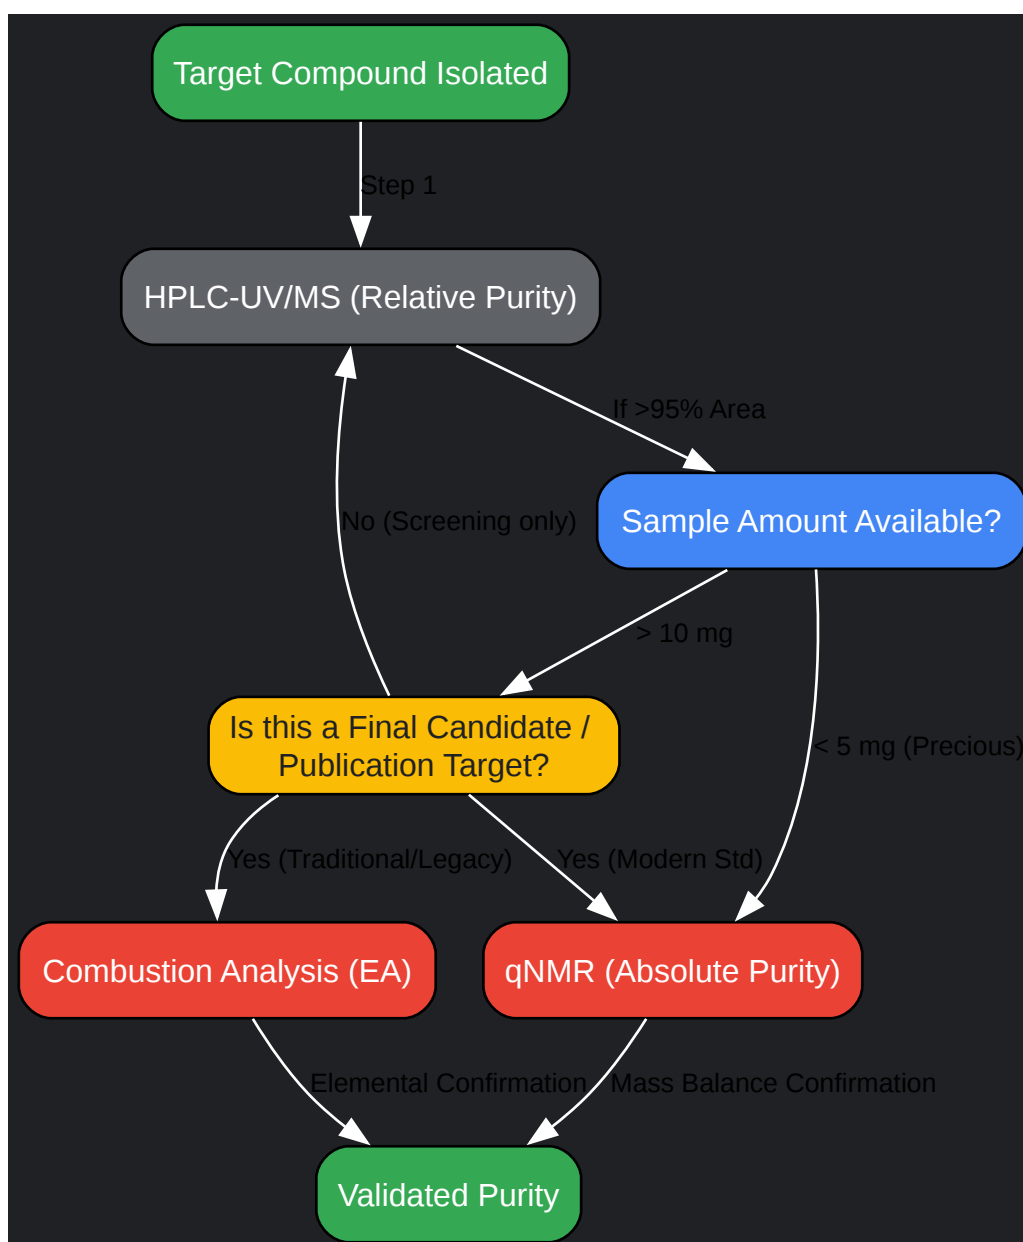 Target Compound Isolated
Step 1
HPLC-UV/MS (Relative Purity)
If >95% Area
No (Screening only)
Sample Amount Available?
> 10 mg
Is this a Final Candidate /
Publication Target?
< 5 mg (Precious)
Yes (Traditional/Legacy)
Yes (Modern Std)
Combustion Analysis (EA)
qNMR (Absolute Purity)
Elemental Confirmation
Mass Balance Confirmation
Validated Purity